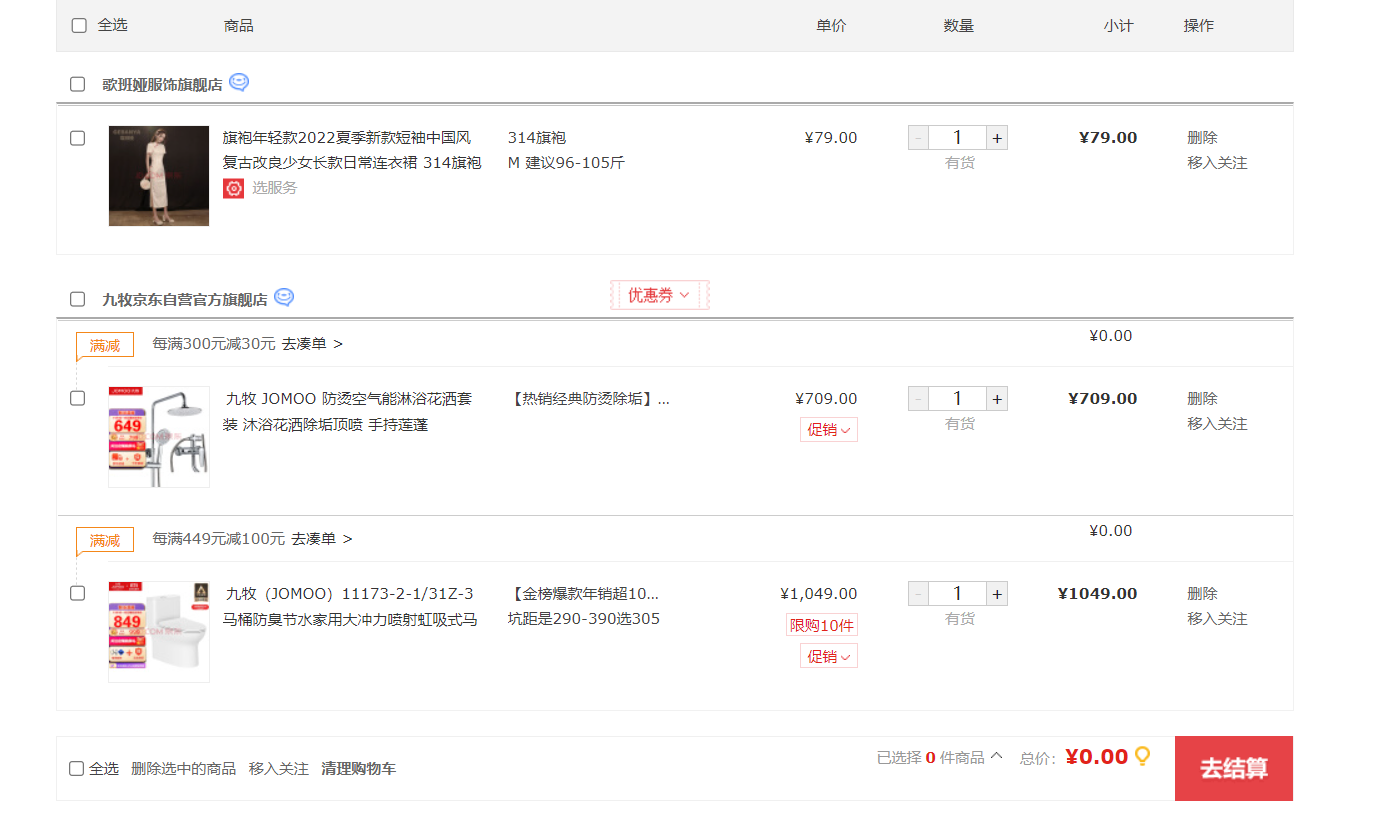 全选 商品 单价 数量 小计 操作
歌班娅服饰旗舰店
旗袍年轻款2022夏季新款短袖中国风 314旗袍 ¥79.00 - 1 + ¥79.00 删除
复古改良少女长款日常连衣裙 314旗袍 M 建议96-105斤 有货 移入关注
选服务
九牧京东自营官方旗舰店 优惠券
满减 每满300元减30元 去凑单 > ¥0.00
九牧 JOMOO 防烫空气能淋浴花洒套 【热销经典防烫除垢】... ¥709.00 - 1 + ¥709.00 删除
装 沐浴花洒除垢顶喷 手持莲蓬 促销 有货 移入关注
649
满减 每满449元减100元 去凑单 > ¥0.00
九牧（JOMOO）11173-2-1/31Z-3 【金榜爆款年销超10... ¥1,049.00 - 1 + ¥1049.00 删除
马桶防臭节水家用大冲力喷射虹吸式马 坑距是290-390选305 限购10件 有货 移入关注
849
促销
全选 删除选中的商品 移入关注 清理购物车 已选择 0 件商品 总价： ¥0.00 去结算